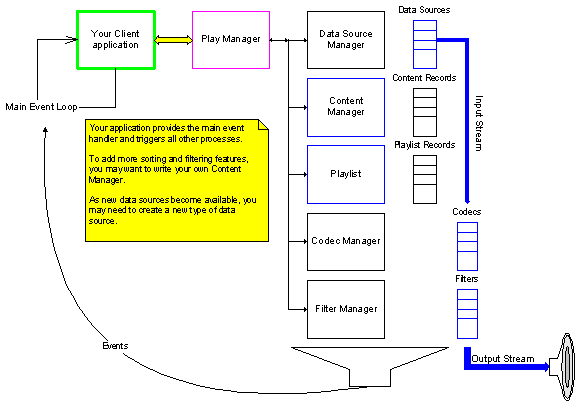 Data Sources
Your Client
application
Play Manager
Data Source
Manager
Content Records
Main Event Loop
Content
Manager
Input Stream
Your application provides the main event
handler and triggers all other processes.
To add more sorting and filtering features,
you may want to write your own Content
Manager.
As new data sources become available, you
may need to create a new type of data
source.
Playlist Records
Playlist
Codecs
Codec Manager
Filters
Filter Manager
Events
Output Stream